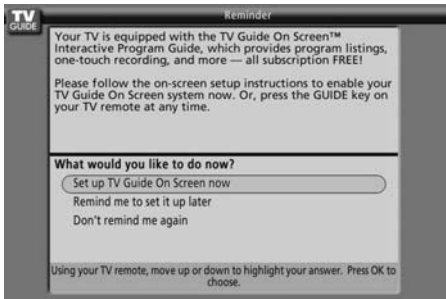 TV
GUIDE
Reminder
Your TV is equipped with the TV Guide On Screen™
Interactive Program Guide, which provides program listings,
one-touch recording, and more — all subscription FREE!
Please follow the on-screen setup instructions to enable your
TV Guide On Screen system now. Or, press the GUIDE key on
your TV remote at any time.
What would you like to do now?
Set up TV Guide On Screen now
Remind me to set it up later
Don't remind me again
Using your TV remote, move up or down to highlight your answer. Press OK to
choose.